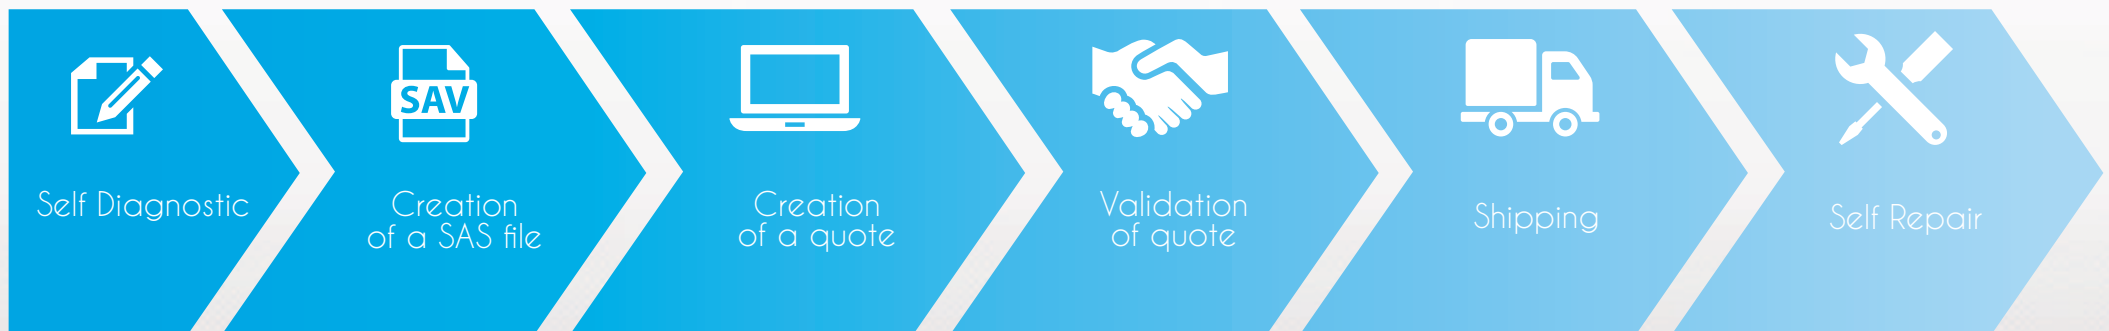 SAV
Self Diagnostic
Creation
of a SAS file
Creation
of a quote
Validation
of quote
Shipping
Self Repair